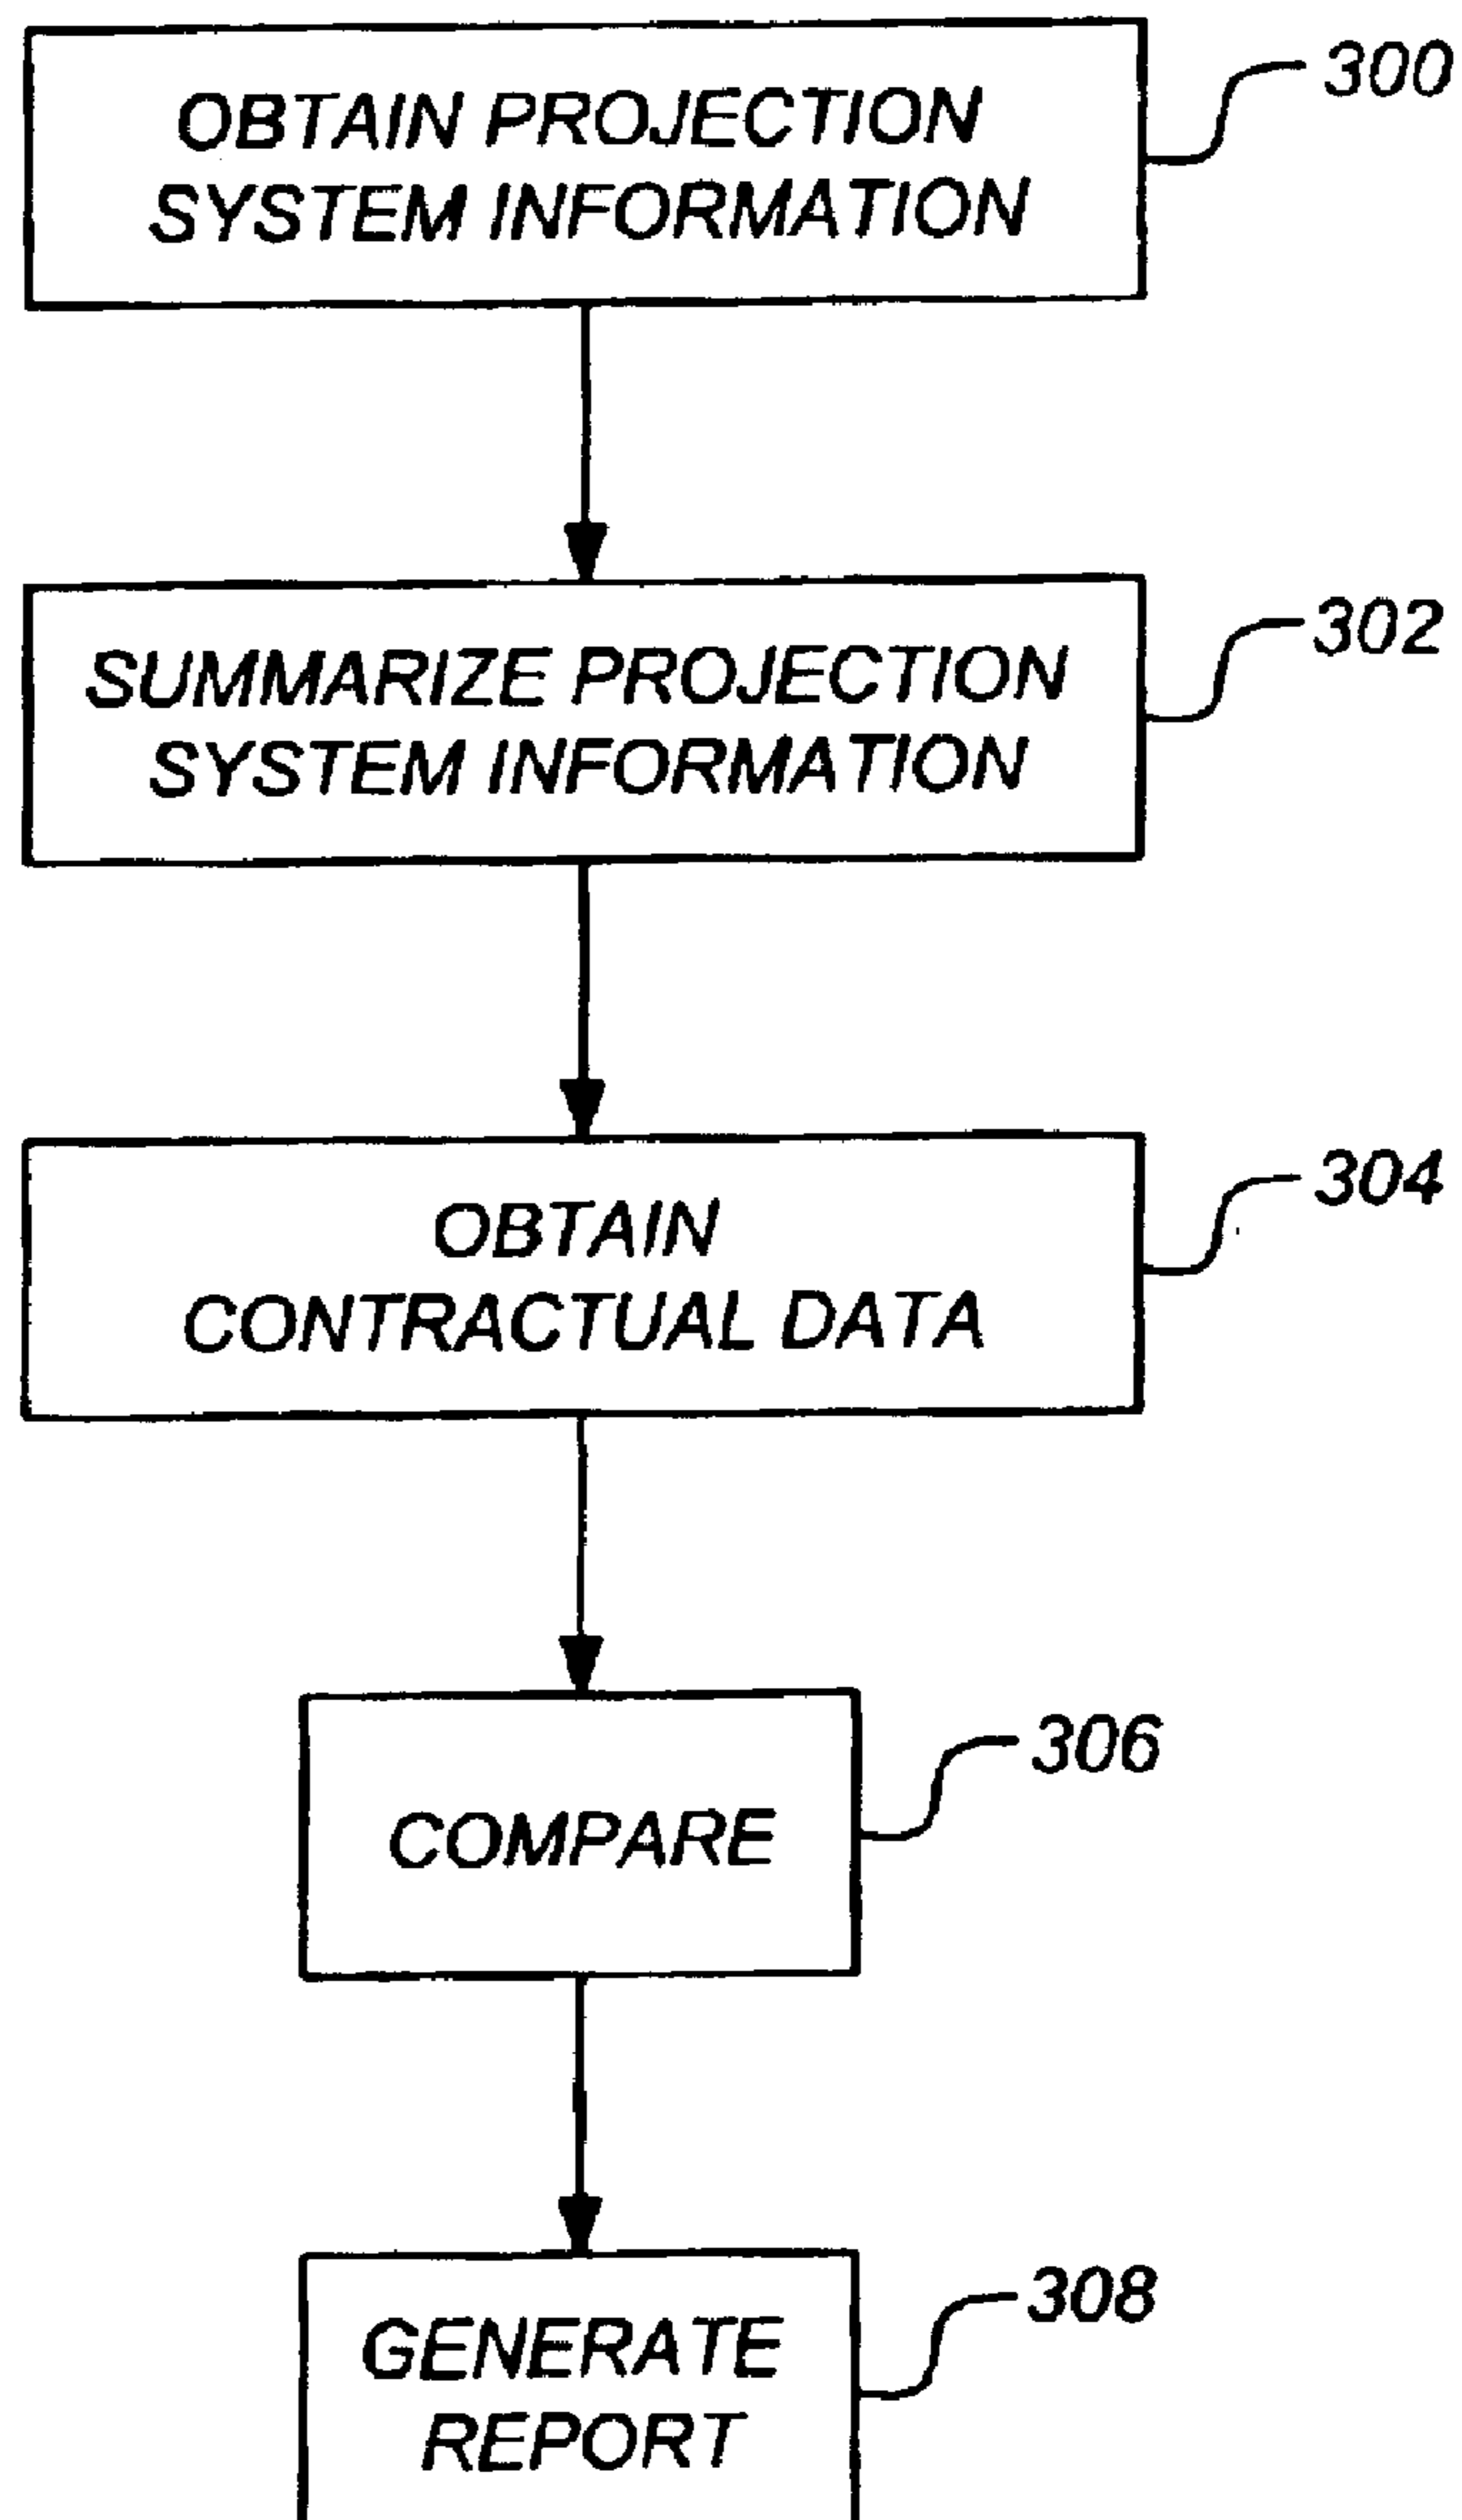 OBTAIN PROJECTION
SYSTEM INFORMATION
300
SUMMARIZE PROJECTION
SYSTEM INFORMATION
302
OBTAIN
CONTRACTUAL DATA
304
COMPARE
306
GENERATE
REPORT
308